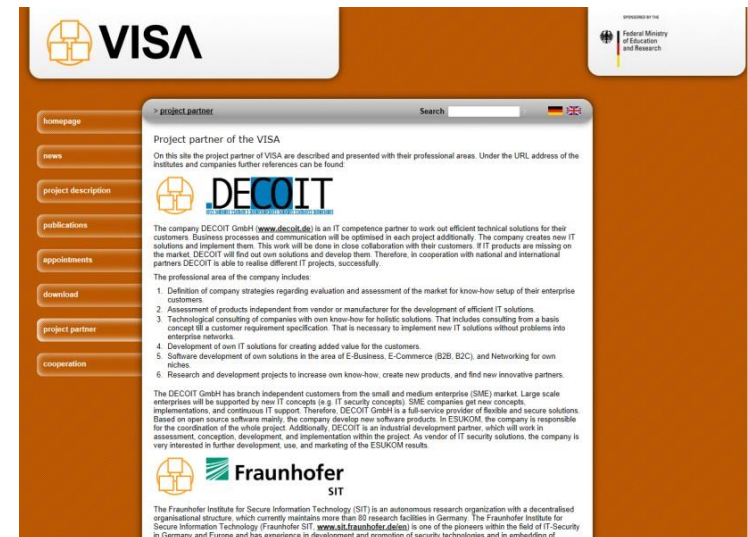 VISA
SPONSORED BY THE
Federal Ministry
of Education
and Research
> project partner
Search
homepage
news
project description
publications
appointments
download
project partner
cooperation
Project partner of the VISA
On this site the project partner of VISA are described and presented with their professional areas. Under the URL address of the
institutes and companies further references can be found:
.DECOIT
The company DECOIT GmbH (www.decoit.de) is an IT competence partner to work out efficient technical solutions for their
customers. Business processes and communication will be optimised in each project additionally. The company creates new IT
solutions and implement them. This work will be done in close collaboration with their customers. If IT products are missing on
the market, DECOIT will find out own solutions and develop them. Therefore, in cooperation with national and international
partners DECOIT is able to realise different IT projects, successfully.
The professional area of the company includes:
1. Definition of company strategies regarding evaluation and assessment of the market for know-how setup of their enterprise
customers.
2. Assessment of products independent from vendor or manufacturer for the development of efficient IT solutions.
3. Technological consulting of companies with own know-how for holistic solutions. That includes consulting from a basis
concept till a customer requirement specification. That is necessary to implement new IT solutions without problems into
enterprise networks.
4. Development of own IT solutions for creating added value for the customers.
5. Software development of own solutions in the area of E-Business, E-Commerce (B2B, B2C), and Networking for own
niches.
6. Research and development projects to increase own know-how, create new products, and find new innovative partners.
The DECOIT GmbH has branch independent customers from the small and medium enterprise (SME) market. Large scale
enterprises will be supported by new IT concepts (e.g. IT security concepts). SME companies get new concepts,
implementations, and continuous IT support. Therefore, DECOIT GmbH is a full-service provider of flexible and secure solutions.
Based on open source software mainly, the company develop new software products. In ESUKOM, the company is responsible
for the coordination of the whole project. Additionally, DECOIT is an industrial development partner, which will work in
assessment, conception, development, and implementation within the project. As vendor of IT security solutions, the company is
very interested in further development, use, and marketing of the ESUKOM results.
Fraunhofer
SIT
The Fraunhofer Institute for Secure Information Technology (SIT) is an autonomous research organization with a decentralised
organisational structure, which currently maintains more than 80 research facilities in Germany. The Fraunhofer Institute for
Secure Information Technology (Fraunhofer SIT, www.sit.fraunhofer.de/en) is one of the pioneers within the field of IT-Security
in Germany and Europe and has experience in development and promotion of security technologies and in embedding of